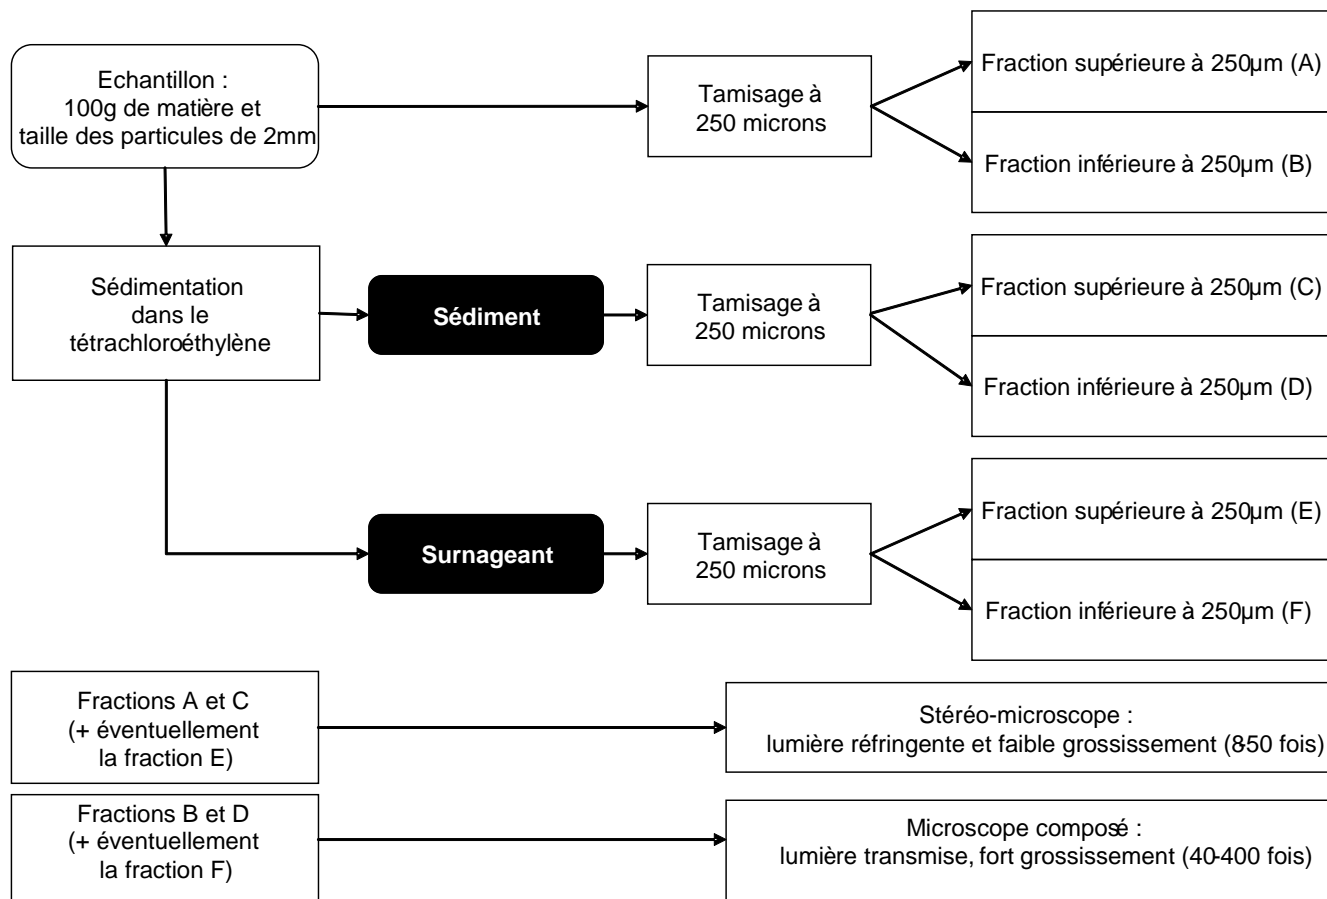 Echantillon :
100g de matière et
taille des particules de 2mm
Tamisage à
250 microns
Fraction supérieure à 250µm (A)
Fraction inférieure à 250µm (B)
Sédimentation
dans le
tétrachloroéthylène
Sédiment
Tamisage à
250 microns
Fraction supérieure à 250µm (C)
Fraction inférieure à 250µm (D)
Surnageant
Tamisage à
250 microns
Fraction supérieure à 250µm (E)
Fraction inférieure à 250µm (F)
Fractions A et C
(+ éventuellement
la fraction E)
Stéréo-microscope :
lumière réfringente et faible grossissement (8-50 fois)
Fractions B et D
(+ éventuellement
la fraction F)
Microscope composé :
lumière transmise, fort grossissement (40-400 fois)